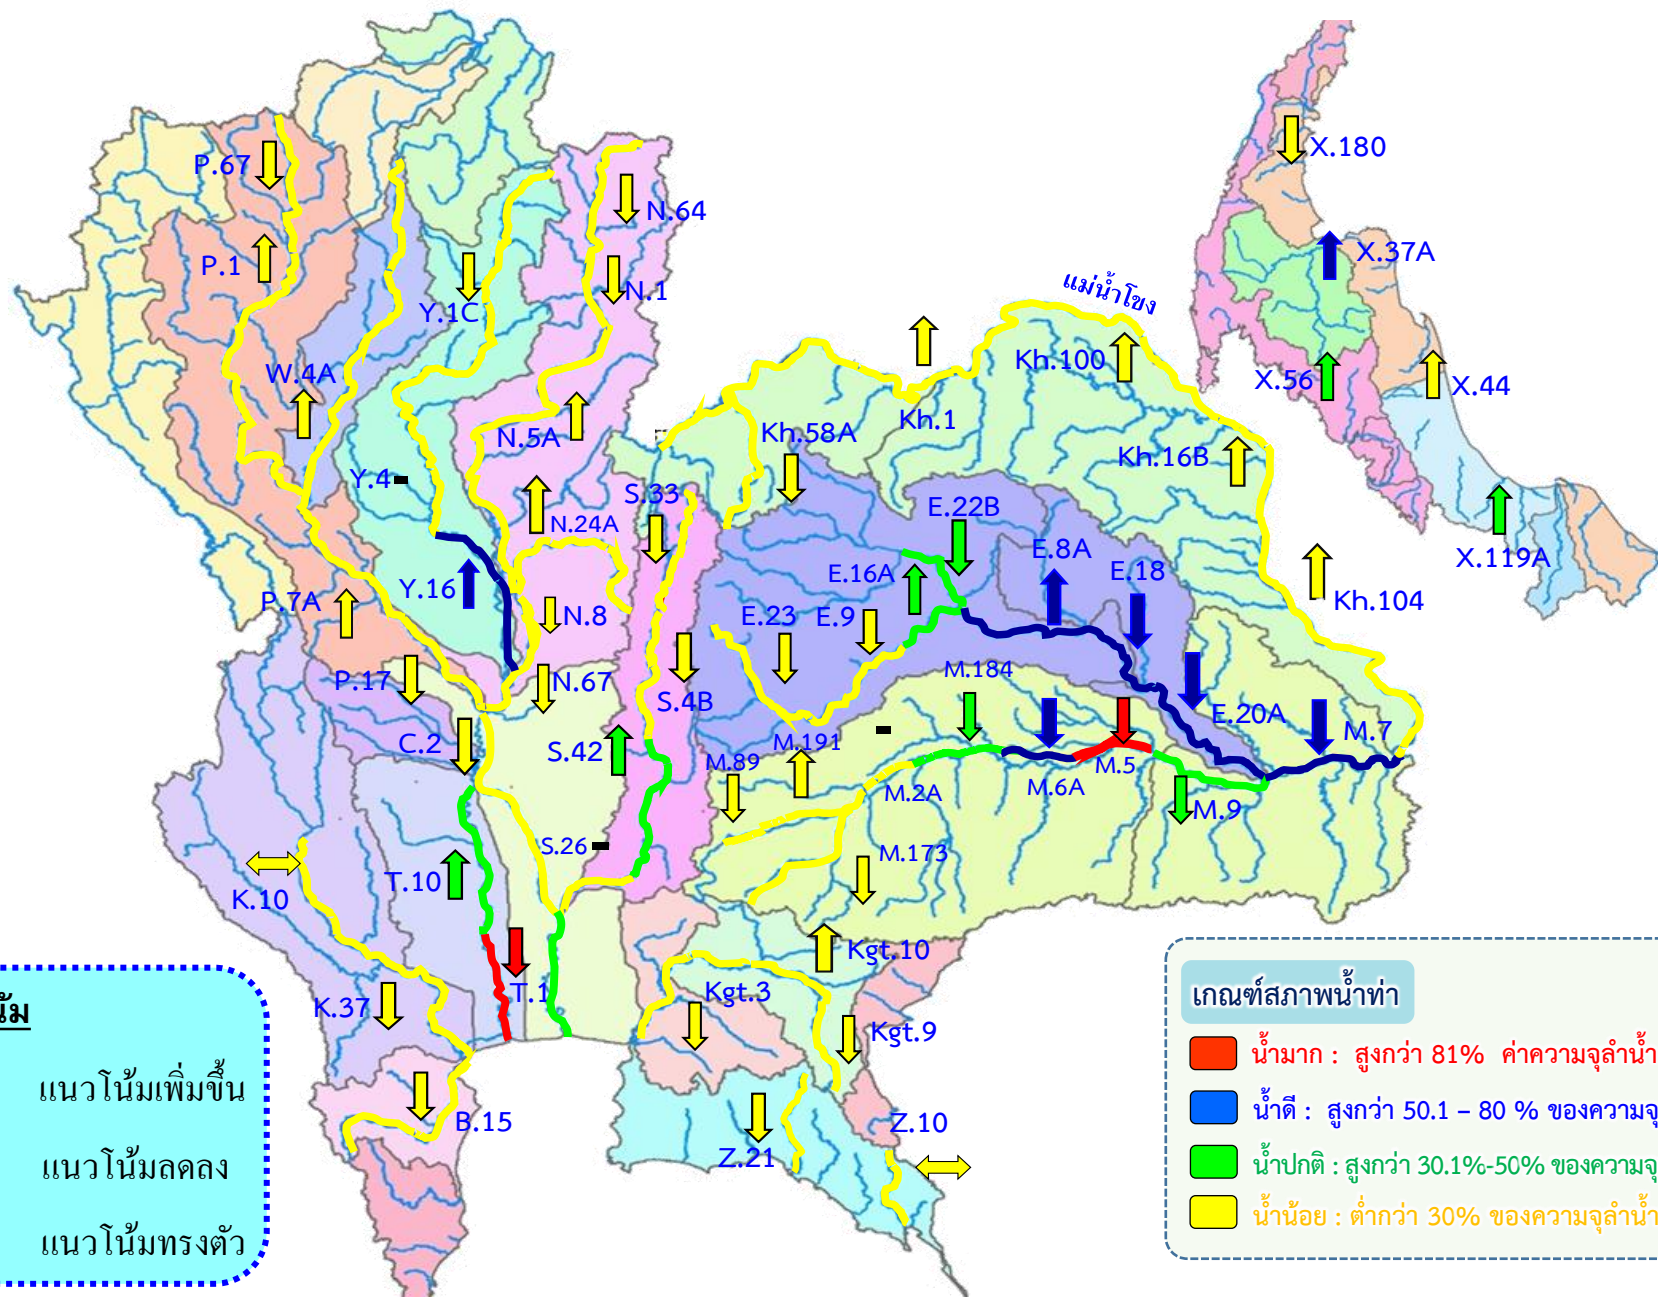 P.67
N.64
P.1
N.1
Y.1C
W.4A
N.5A
Y.4
N.24A
S.33
Y.16
P.7A
N.8
P.17
N.67
S.4B
C.2
S.42
S.26
K.10
T.10
T.1
K.37
B.15
แม่น้ำโขง
Kh.100
Kh.1
Kh.58A
Kh.16B
Kh.104
E.22B
E.8A
E.18
E.16A
E.23
E.9
E.20A
M.184
M.7
M.191
M.89
M.2A
M.6A
M.5
M.9
M.173
Kgt.10
Kgt.3
Kgt.9
Z.10
Z.21
X.180
X.37A
X.56
X.44
X.119A
แนวโน้มเพิ่มขึ้น
แนวโน้มลดลง
แนวโน้มทรงตัว
เกณฑ์สภาพน้ำท่า
น้ำมาก : สูงกว่า 81% ค่าความจุลำน้ำ
น้ำดี : สูงกว่า 50.1 – 80 % ของความจุ
น้ำปกติ : สูงกว่า 30.1%-50% ของความจุ
น้ำน้อย : ต่ำกว่า 30% ของความจุลำน้ำ